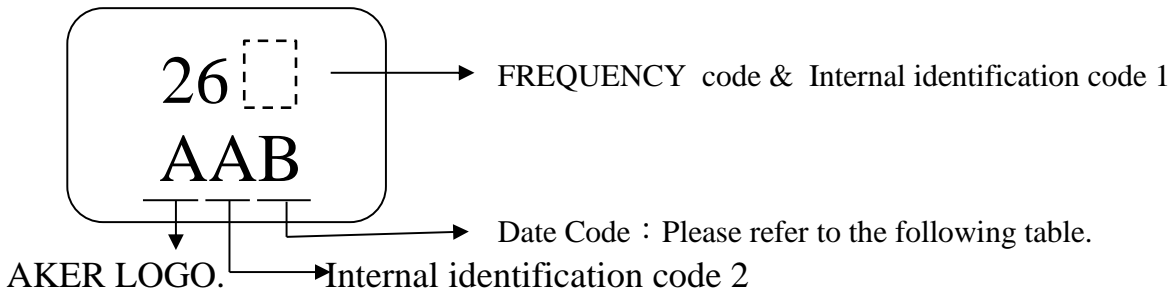 26 FREQUENCY code & Internal identification code 1
AAB
Date Code：Please refer to the following table.
AKER LOGO. Internal identification code 2